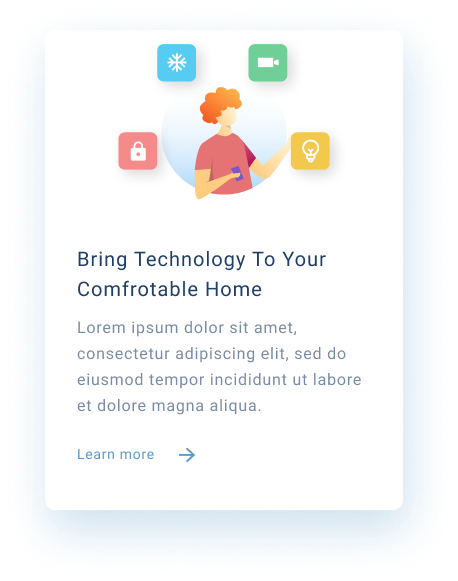 Bring Technology To Your
Comfrotable Home
Lorem ipsum dolor sit amet,
consectetur adipiscing elit, sed do
eiusmod tempor incididunt ut labore
et dolore magna aliqua.
Learn more